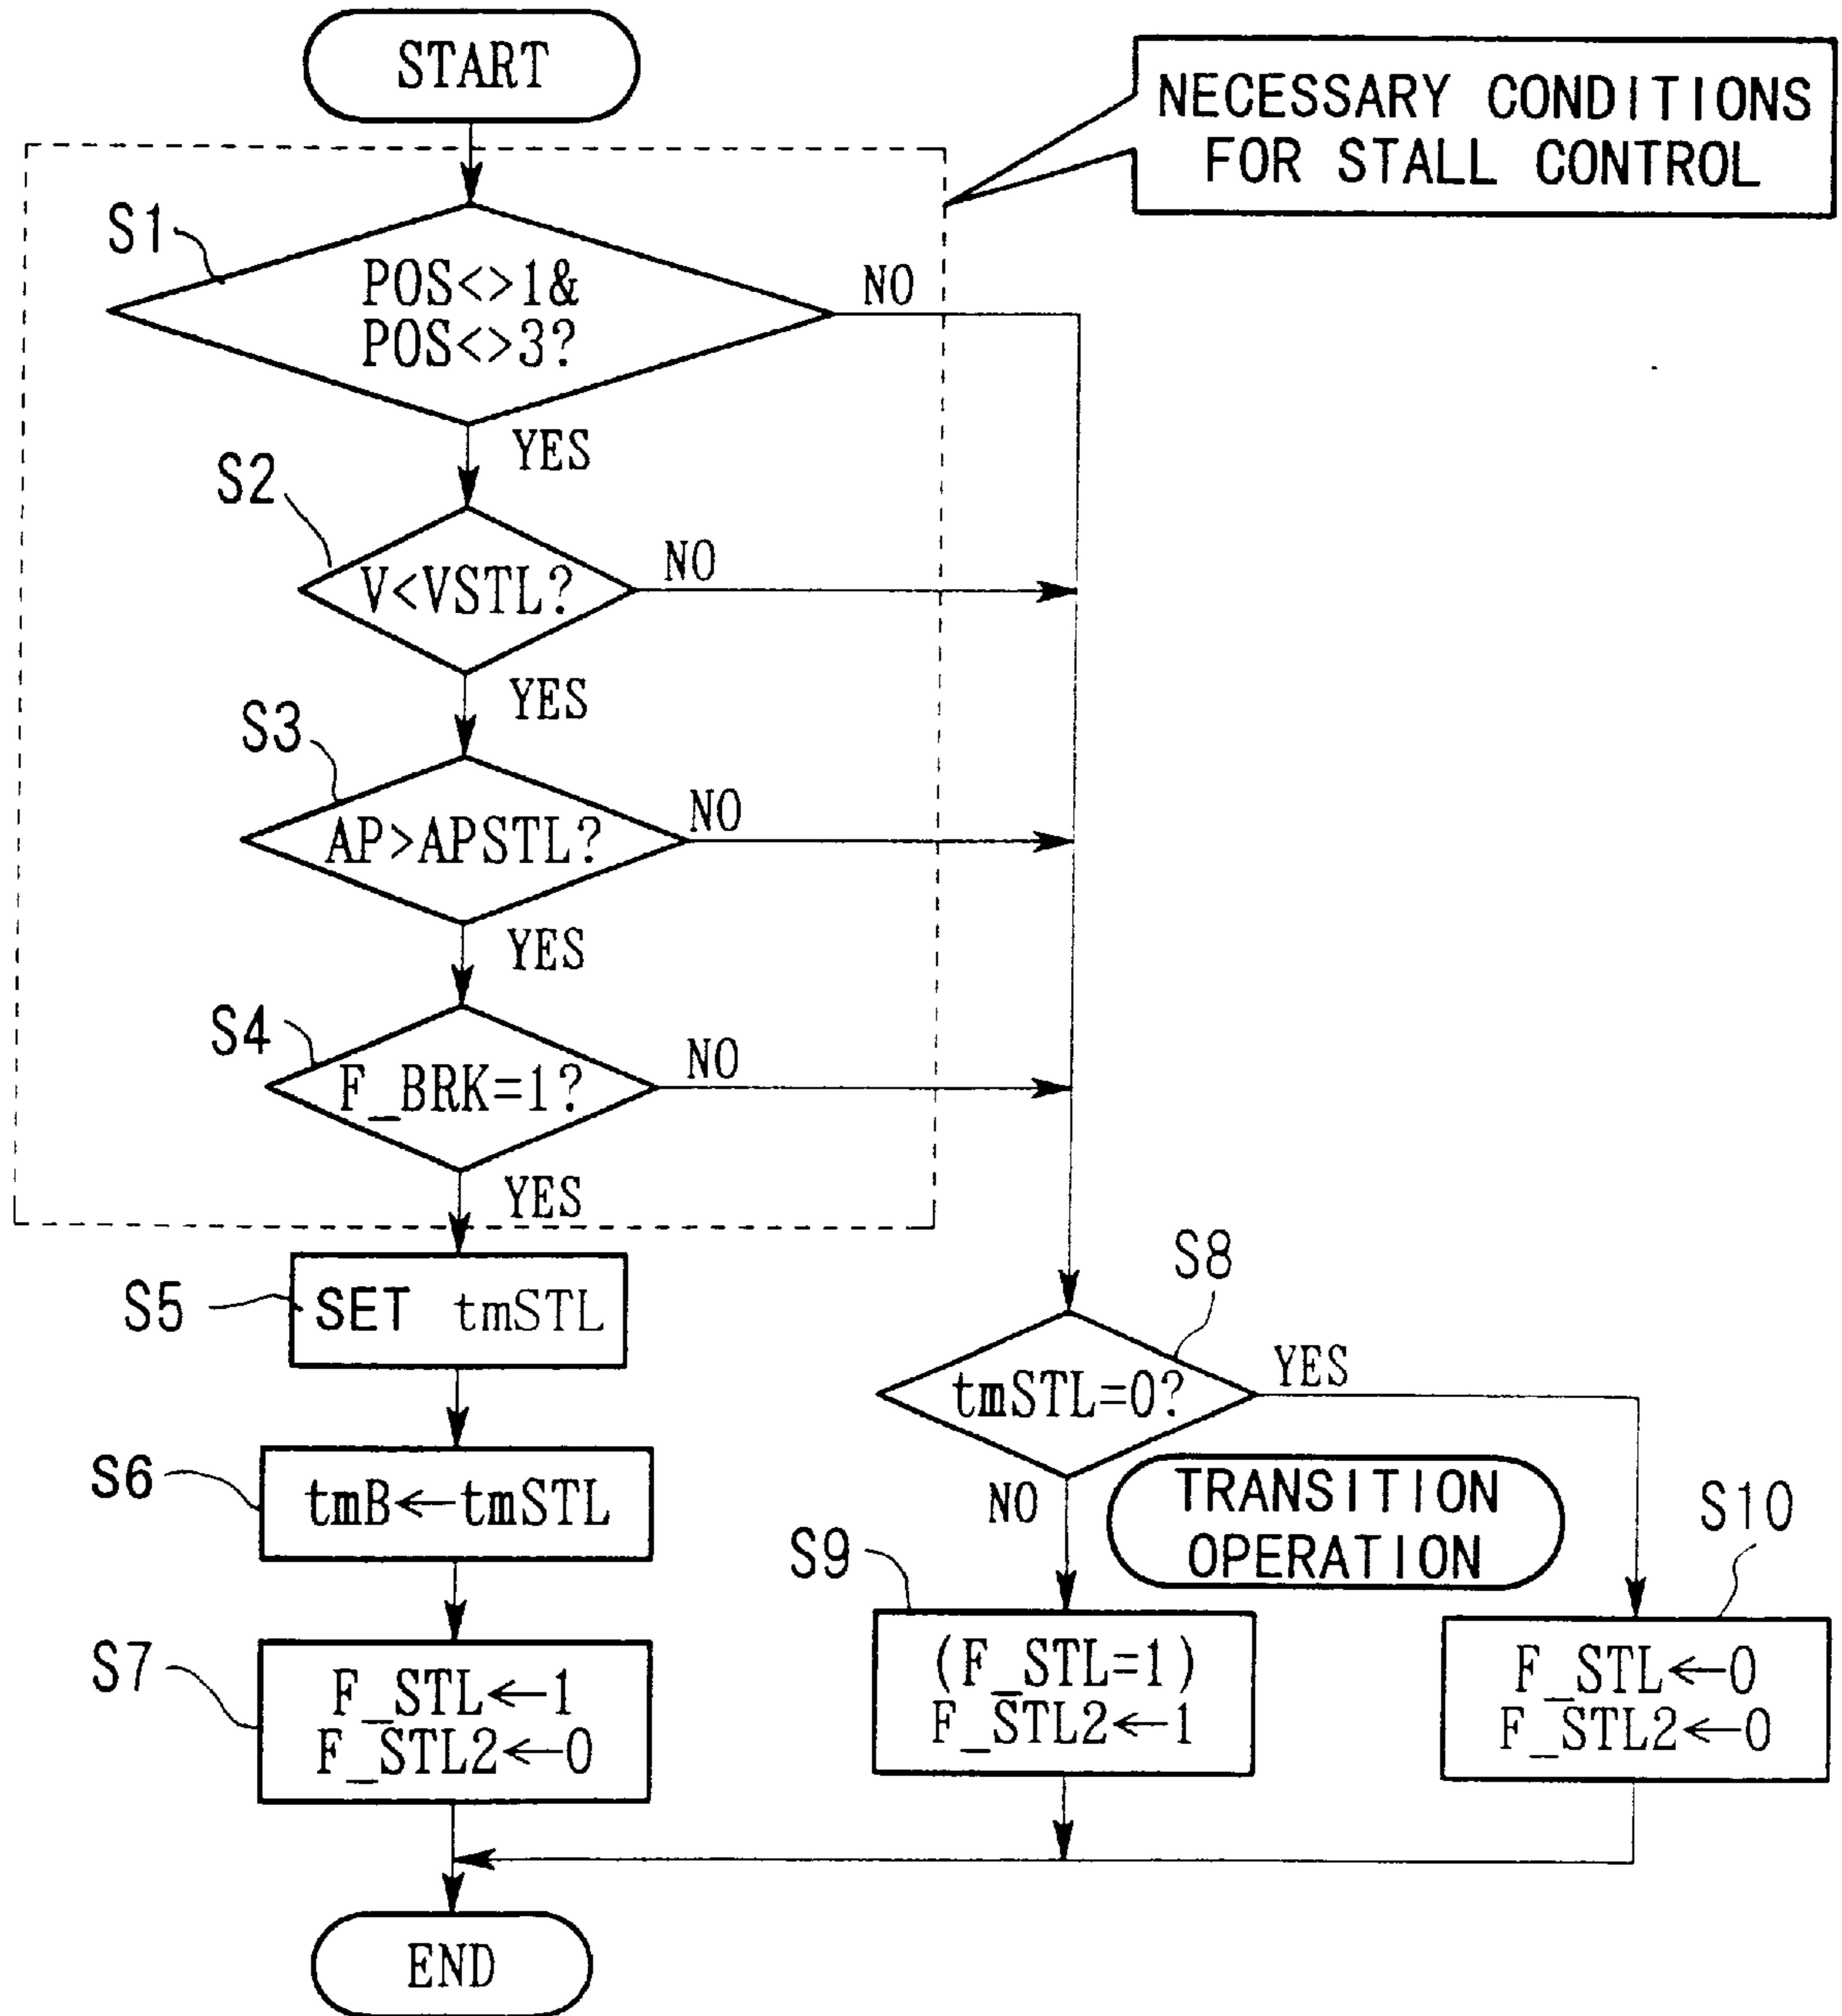 START
NECESSARY CONDITIONS
FOR STALL CONTROL
S1
POS<>1&
POS<>3?
NO
YES
S2
V<VSTL?
NO
YES
S3
AP>APSTL?
NO
YES
S4
F_BRK=1?
NO
YES
S5
SET tmSTL
S8
tmSTL=0?
YES
NO
S6
tmB←tmSTL
TRANSITION
OPERATION
S7
F_STL←1
F_STL2←0
S9
(F_STL=1)
F_STL2←1
S10
F_STL←0
F_STL2←0
END